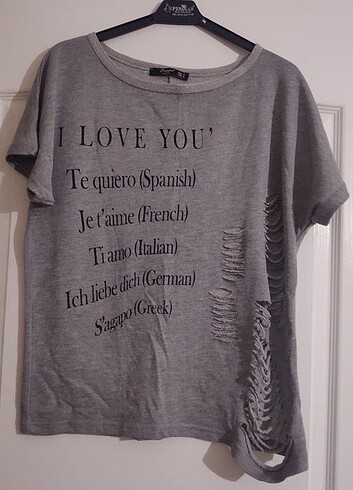 I LOVE YOU'
Te quiero (Spanish)
Je t'aime (French)
Ti amo (Italian)
Ich liebe dich (German)
S'agapo (Greek)